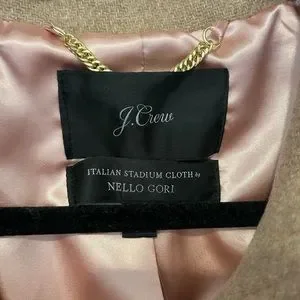 J.Crew
ITALIAN STADIUM CLOTH by
NELLO GORI